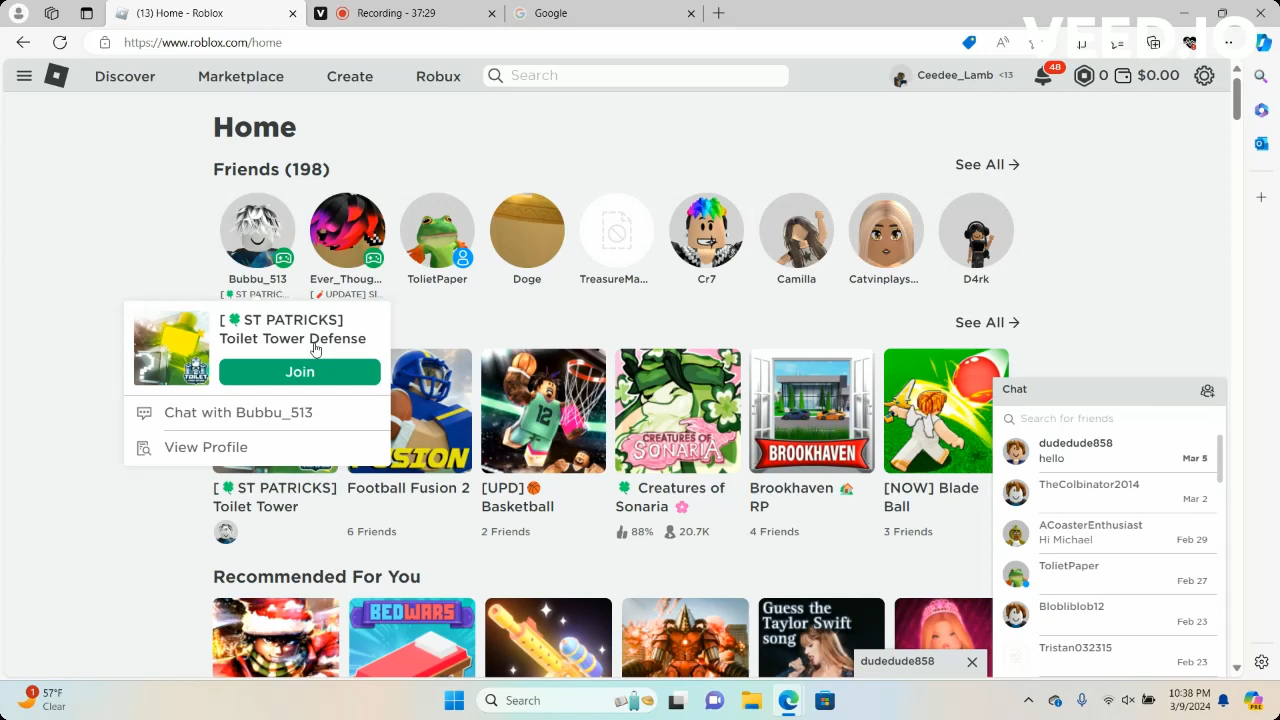 VEED.IO
(13) Home - Roblox
Recording - 37:29
Google
https://www.roblox.com/home
Discover
Marketplace
Create
Robux
Search
Ceedee_Lamb <13
48
0
$0.00
Home
Friends (198)
See All →
Bubbu_513
Ever_Thoug...
TolietPaper
Doge
TreasureMa...
Cr7
Camilla
Catvinplays...
D4rk
[🍀ST PATRIC...
[🧨UPDATE] Sl...
[🍀ST PATRICKS]
Toilet Tower Defense
Join
Chat with Bubbu_513
View Profile
See All →
12
FUSION
CREATURES OF
SONARIA
BROOKHAVEN
[🍀ST PATRICKS]
Toilet Tower
Football Fusion 2
6 Friends
[UPD]🏀
Basketball
2 Friends
🍀 Creatures of
Sonaria 🌸
88% 20.7K
Brookhaven 🏡
RP
4 Friends
[NOW] Blade
Ball
3 Friends
Recommended For You
BEDWARS
Guess the
Taylor Swift
song
Chat
Search for friends
dudedude858
hello
Mar 5
TheColbinator2014
Mar 2
ACoasterEnthusiast
Hi Michael
Feb 29
TolietPaper
Feb 27
Blobliblob12
Feb 23
Tristan032315
Feb 23
dudedude858
1
57°F
Clear
Search
10:38 PM
3/9/2024